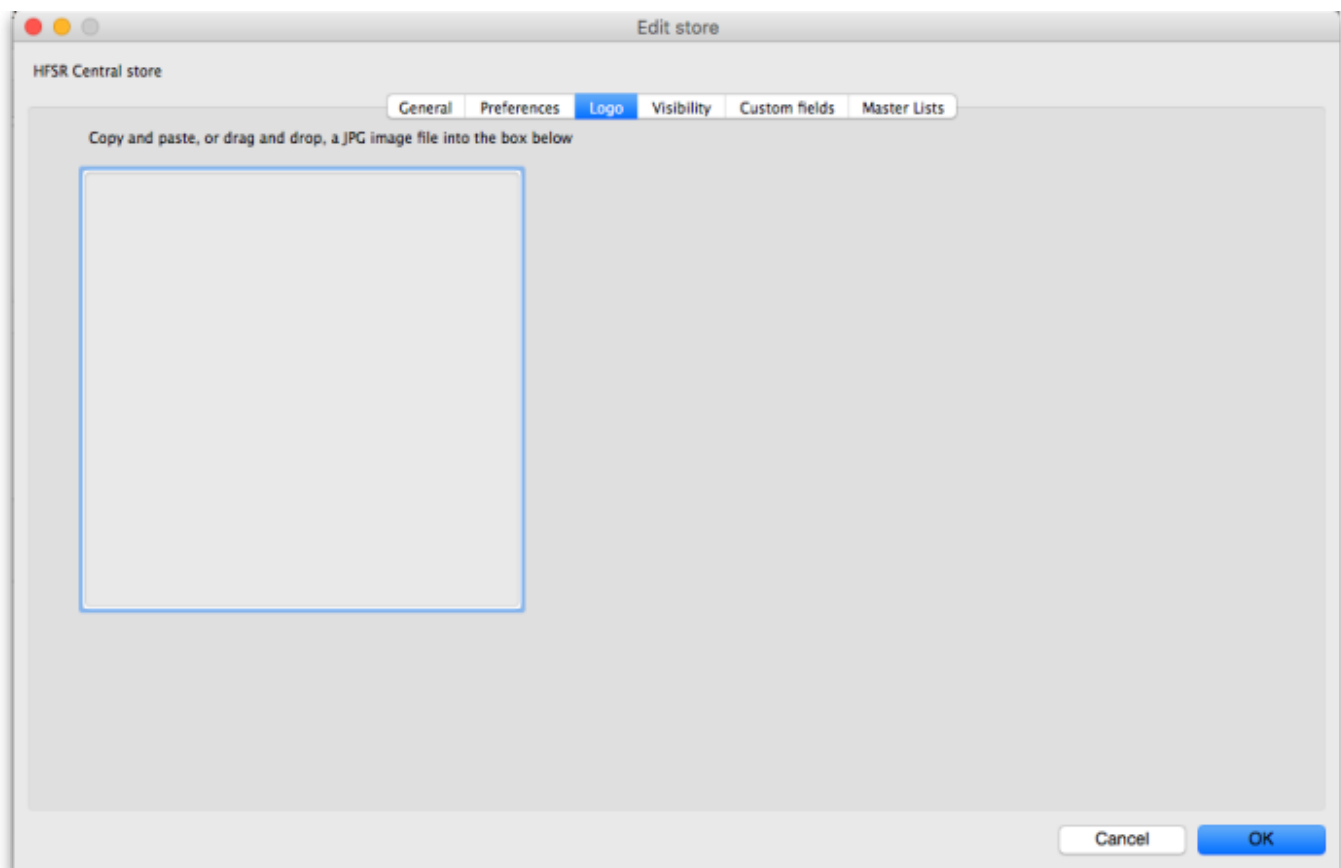 Edit store
HFSR Central store
General Preferences Logo Visibility Custom fields Master Lists
Copy and paste, or drag and drop, a JPG image file into the box below
Cancel OK